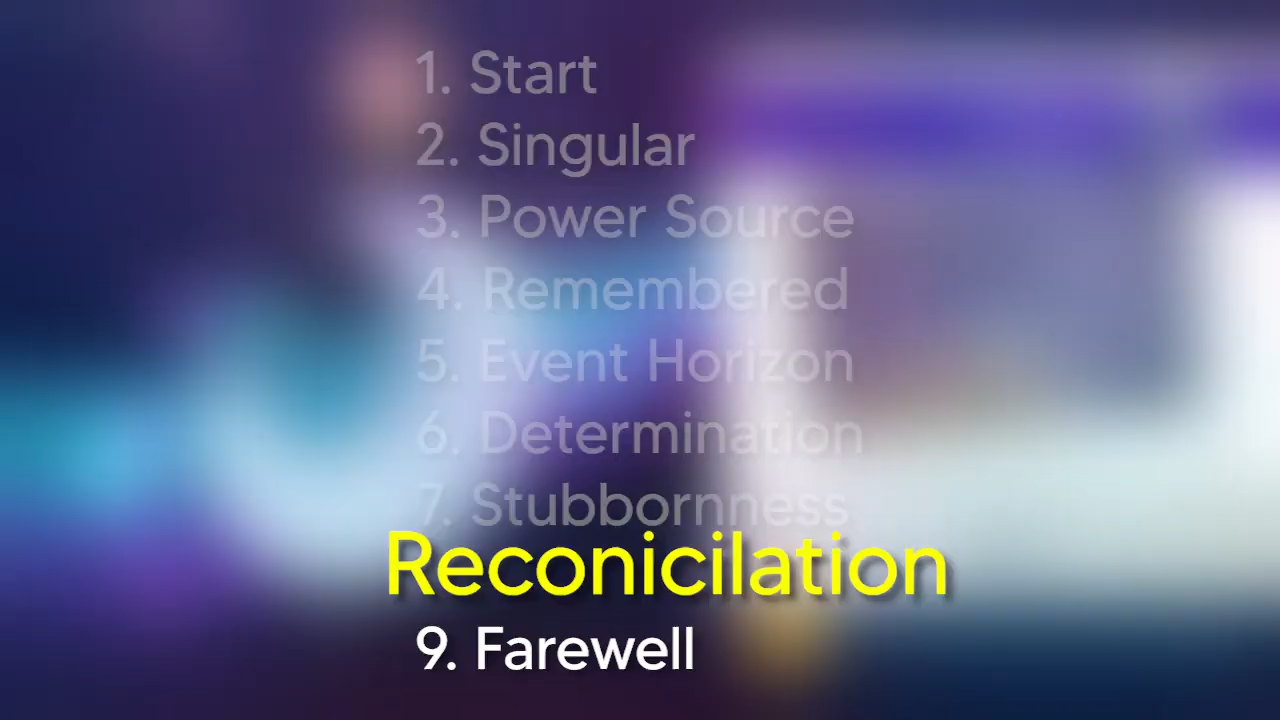 1. Start
2. Singular
3. Power Source
4. Remembered
5. Event Horizon
6. Determination
7. Stubbornness
Reconicilation
9. Farewell